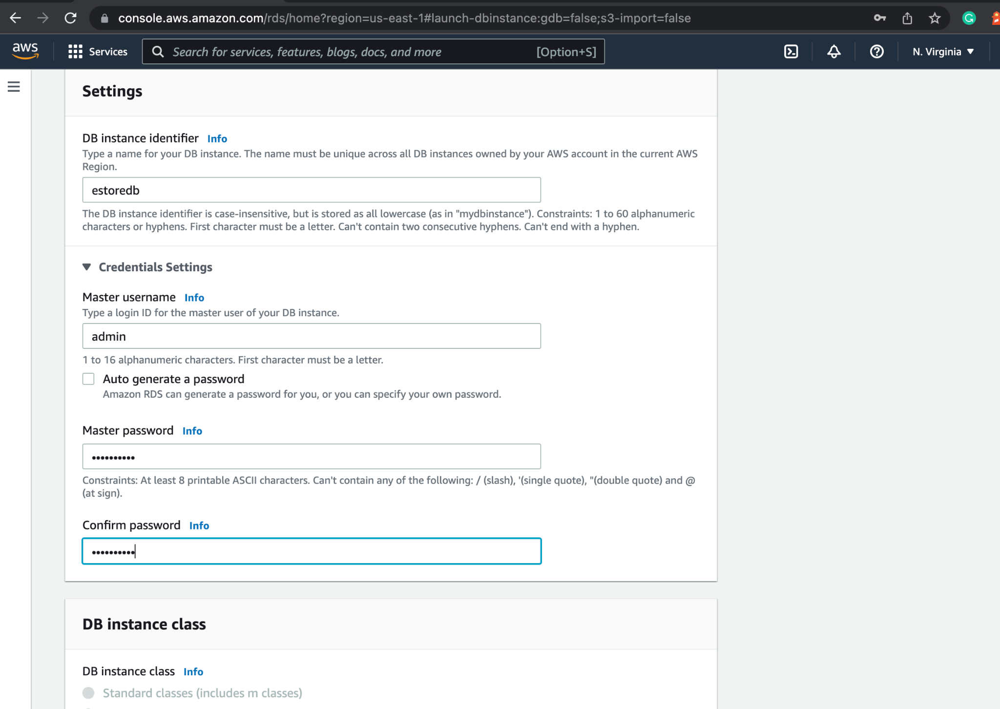 console.aws.amazon.com/rds/home?region=us-east-1#launch-dbinstance:gdb=false;s3-import=false
aws
Services
Search for services, features, blogs, docs, and more
[Option+S]
N. Virginia
Settings
DB instance identifier Info
Type a name for your DB instance. The name must be unique across all DB instances owned by your AWS account in the current AWS
Region.
estoredb
The DB instance identifier is case-insensitive, but is stored as all lowercase (as in "mydbinstance"). Constraints: 1 to 60 alphanumeric
characters or hyphens. First character must be a letter. Can't contain two consecutive hyphens. Can't end with a hyphen.
Credentials Settings
Master username Info
Type a login ID for the master user of your DB instance.
admin
1 to 16 alphanumeric characters. First character must be a letter.
Auto generate a password
Amazon RDS can generate a password for you, or you can specify your own password.
Master password Info
••••••••••
Constraints: At least 8 printable ASCII characters. Can't contain any of the following: / (slash), '(single quote), "(double quote) and @
(at sign).
Confirm password Info
••••••••••
DB instance class
DB instance class Info
Standard classes (includes m classes)